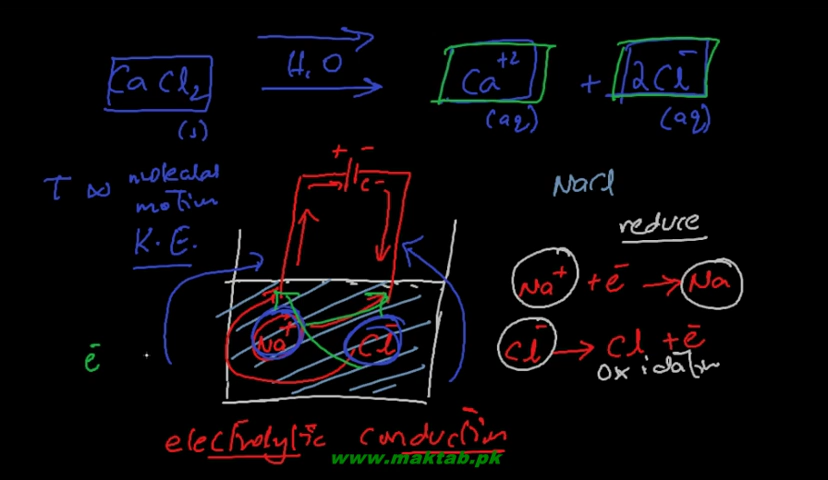 CaCl₂ (s) H₂O Ca⁺² (aq) + 2Cl⁻ (aq)
T ∝ molecular motion
K.E.
+ -
e-
NaCl
reduce
Na⁺ + ē → Na
Cl⁻ → Cl + ē
oxidation
Na⁺ Cl⁻
ē
electrolytic conduction
www.maktab.pk